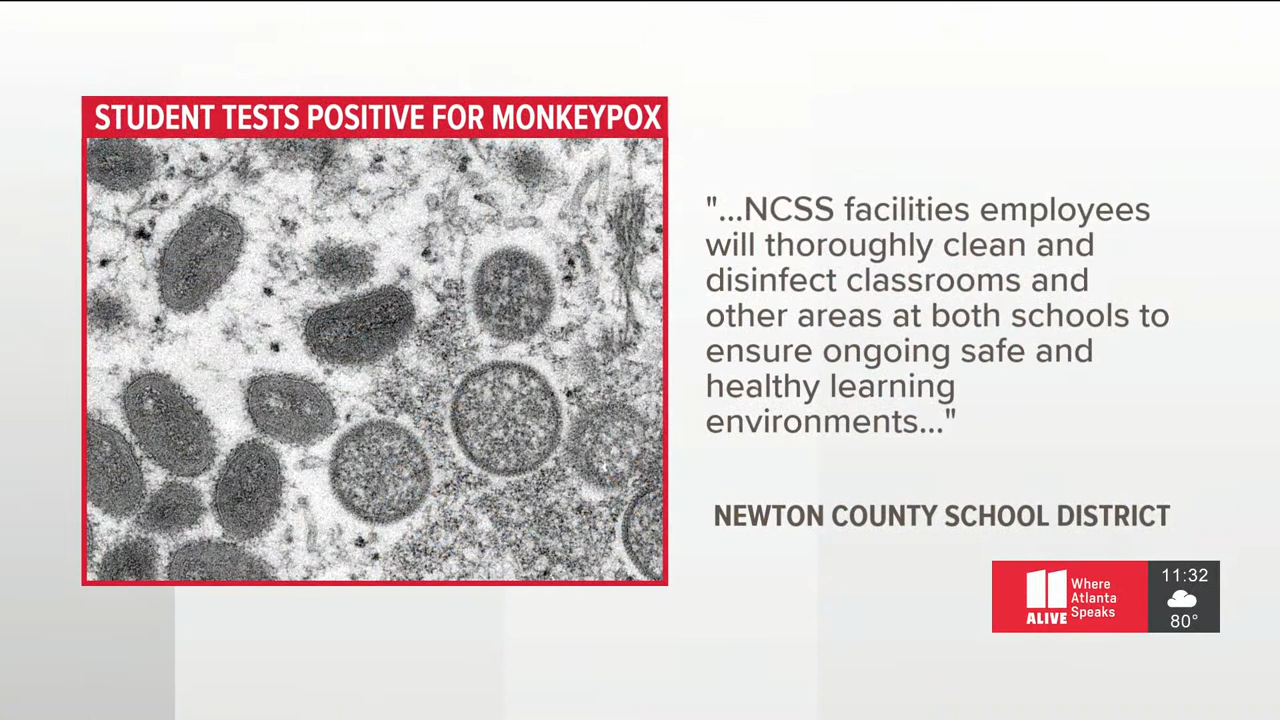 STUDENT TESTS POSITIVE FOR MONKEYPOX
"...NCSS facilities employees
will thoroughly clean and
disinfect classrooms and
other areas at both schools to
ensure ongoing safe and
healthy learning
environments..."
NEWTON COUNTY SCHOOL DISTRICT
11
ALIVE
Where
Atlanta
Speaks
11:32
80°